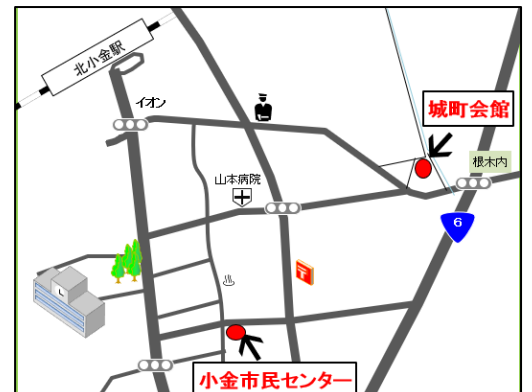 北小金駅
イオン
城町会館
根木内
山本病院
6
小金市民センター